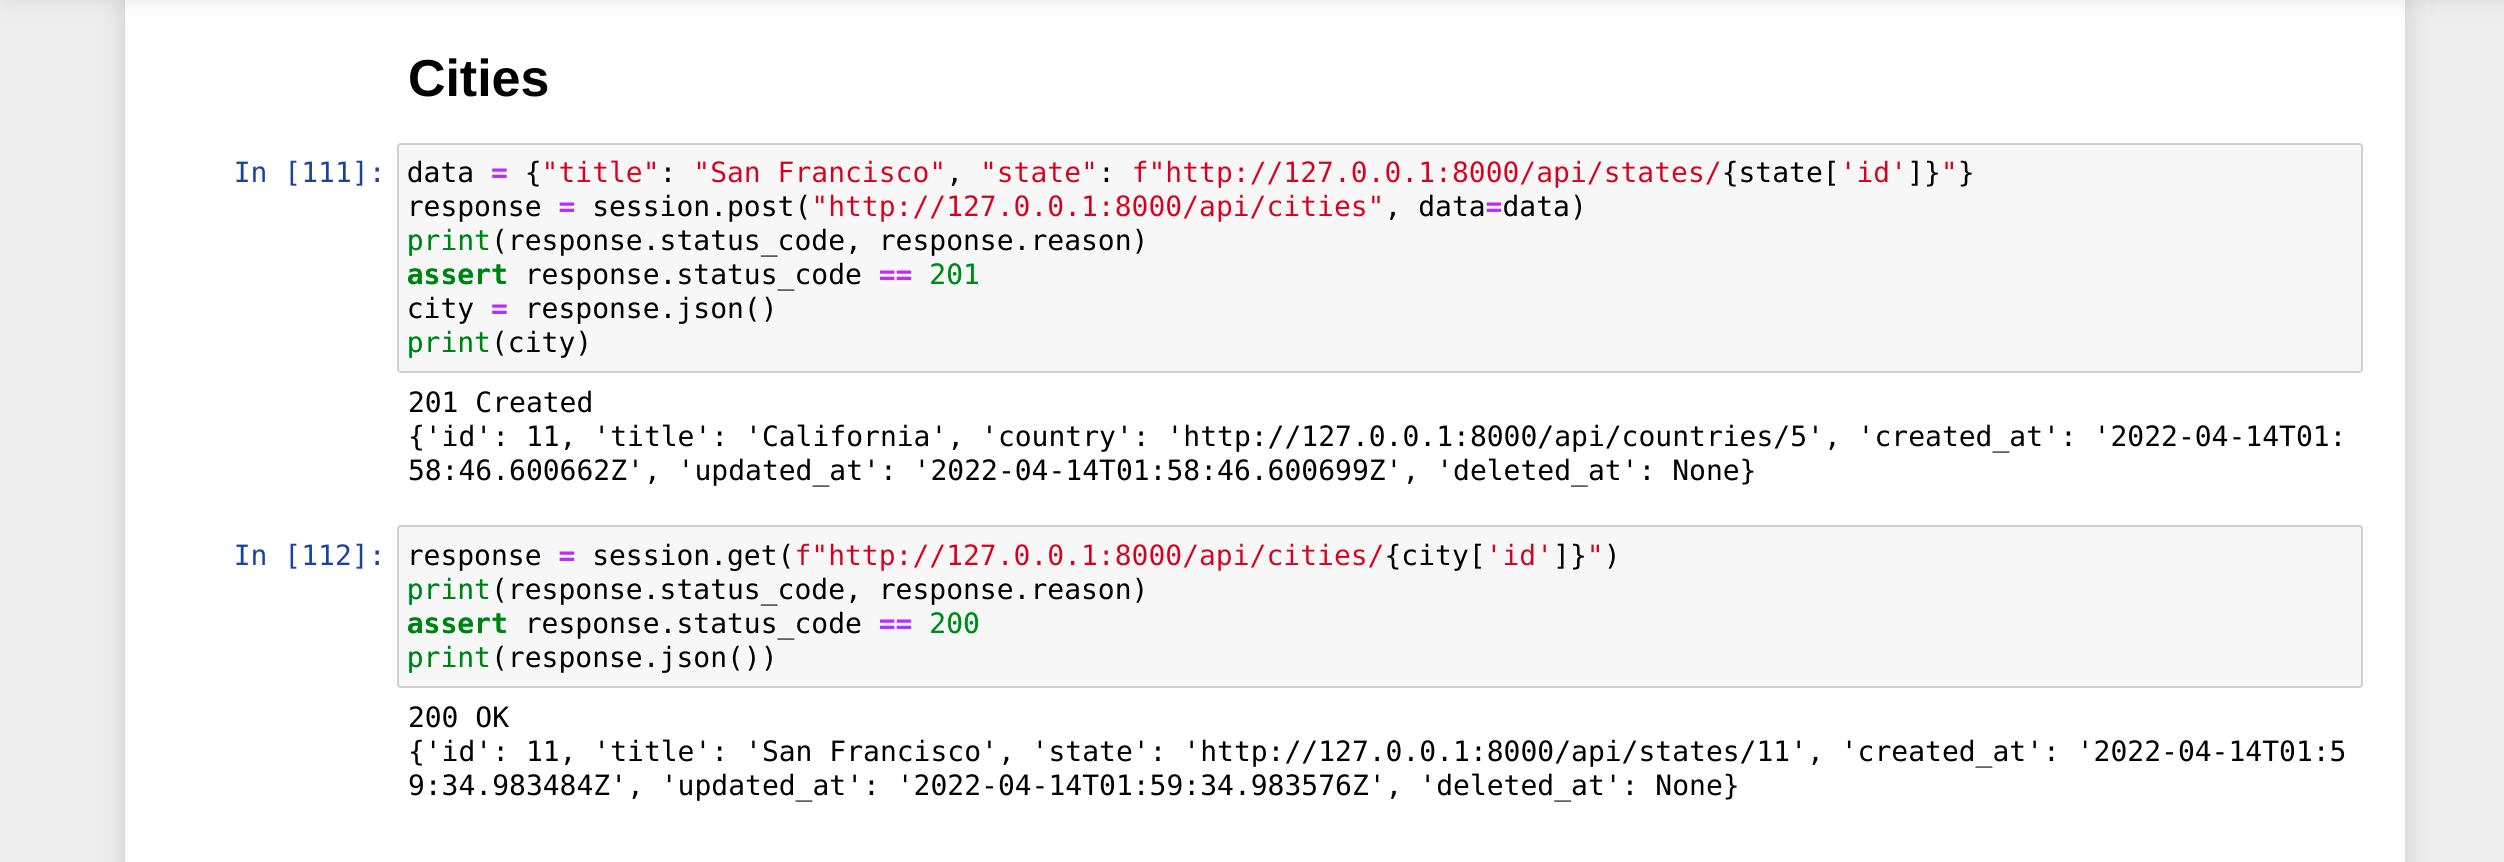 Cities
In [111]:
data = {"title": "San Francisco", "state": f"http://127.0.0.1:8000/api/states/{state['id']}"}
response = session.post("http://127.0.0.1:8000/api/cities", data=data)
print(response.status_code, response.reason)
assert response.status_code == 201
city = response.json()
print(city)
201 Created
{'id': 11, 'title': 'California', 'country': 'http://127.0.0.1:8000/api/countries/5', 'created_at': '2022-04-14T01:
58:46.600662Z', 'updated_at': '2022-04-14T01:58:46.600699Z', 'deleted_at': None}
In [112]:
response = session.get(f"http://127.0.0.1:8000/api/cities/{city['id']}")
print(response.status_code, response.reason)
assert response.status_code == 200
print(response.json())
200 OK
{'id': 11, 'title': 'San Francisco', 'state': 'http://127.0.0.1:8000/api/states/11', 'created_at': '2022-04-14T01:5
9:34.983484Z', 'updated_at': '2022-04-14T01:59:34.983576Z', 'deleted_at': None}